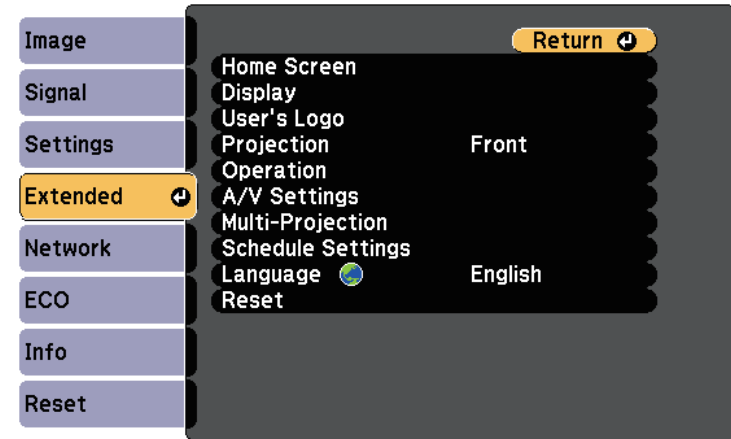 Image
Signal
Settings
Extended
Network
ECO
Info
Reset
Return
Home Screen
Display
User's Logo
Projection Front
Operation
A/V Settings
Multi-Projection
Schedule Settings
Language English
Reset